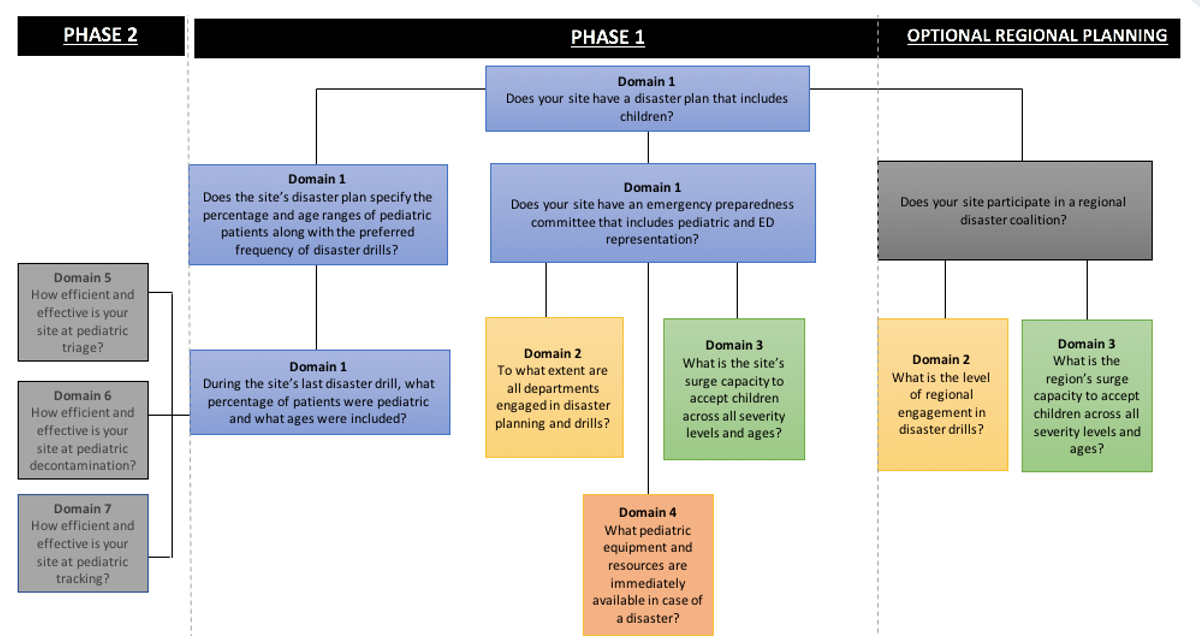 PHASE 2
PHASE 1
OPTIONAL REGIONAL PLANNING
Domain 1
Does your site have a disaster plan that includes
children?
Domain 1
Does the site's disaster plan specify the
percentage and age ranges of pediatric
patients along with the preferred
frequency of disaster drills?
Domain 1
Does your site have an emergency preparedness
committee that includes pediatric and ED
representation?
Does your site participate in a regional
disaster coalition?
Domain 5
How efficient and
effective is your
site at pediatric
triage?
Domain 6
How efficient and
effective is your
site at pediatric
decontamination?
Domain 7
How efficient and
effective is your
site at pediatric
tracking?
Domain 1
During the site's last disaster drill, what
percentage of patients were pediatric
and what ages were included?
Domain 2
To what extent are
all departments
engaged in disaster
planning and drills?
Domain 3
What is the site's
surge capacity to
accept children
across all severity
levels and ages?
Domain 2
What is the level
of regional
engagement in
disaster drills?
Domain 3
What is the
region's surge
capacity to accept
children across all
severity levels and
ages?
Domain 4
What pediatric
equipment and
resources are
immediately
available in case of
a disaster?